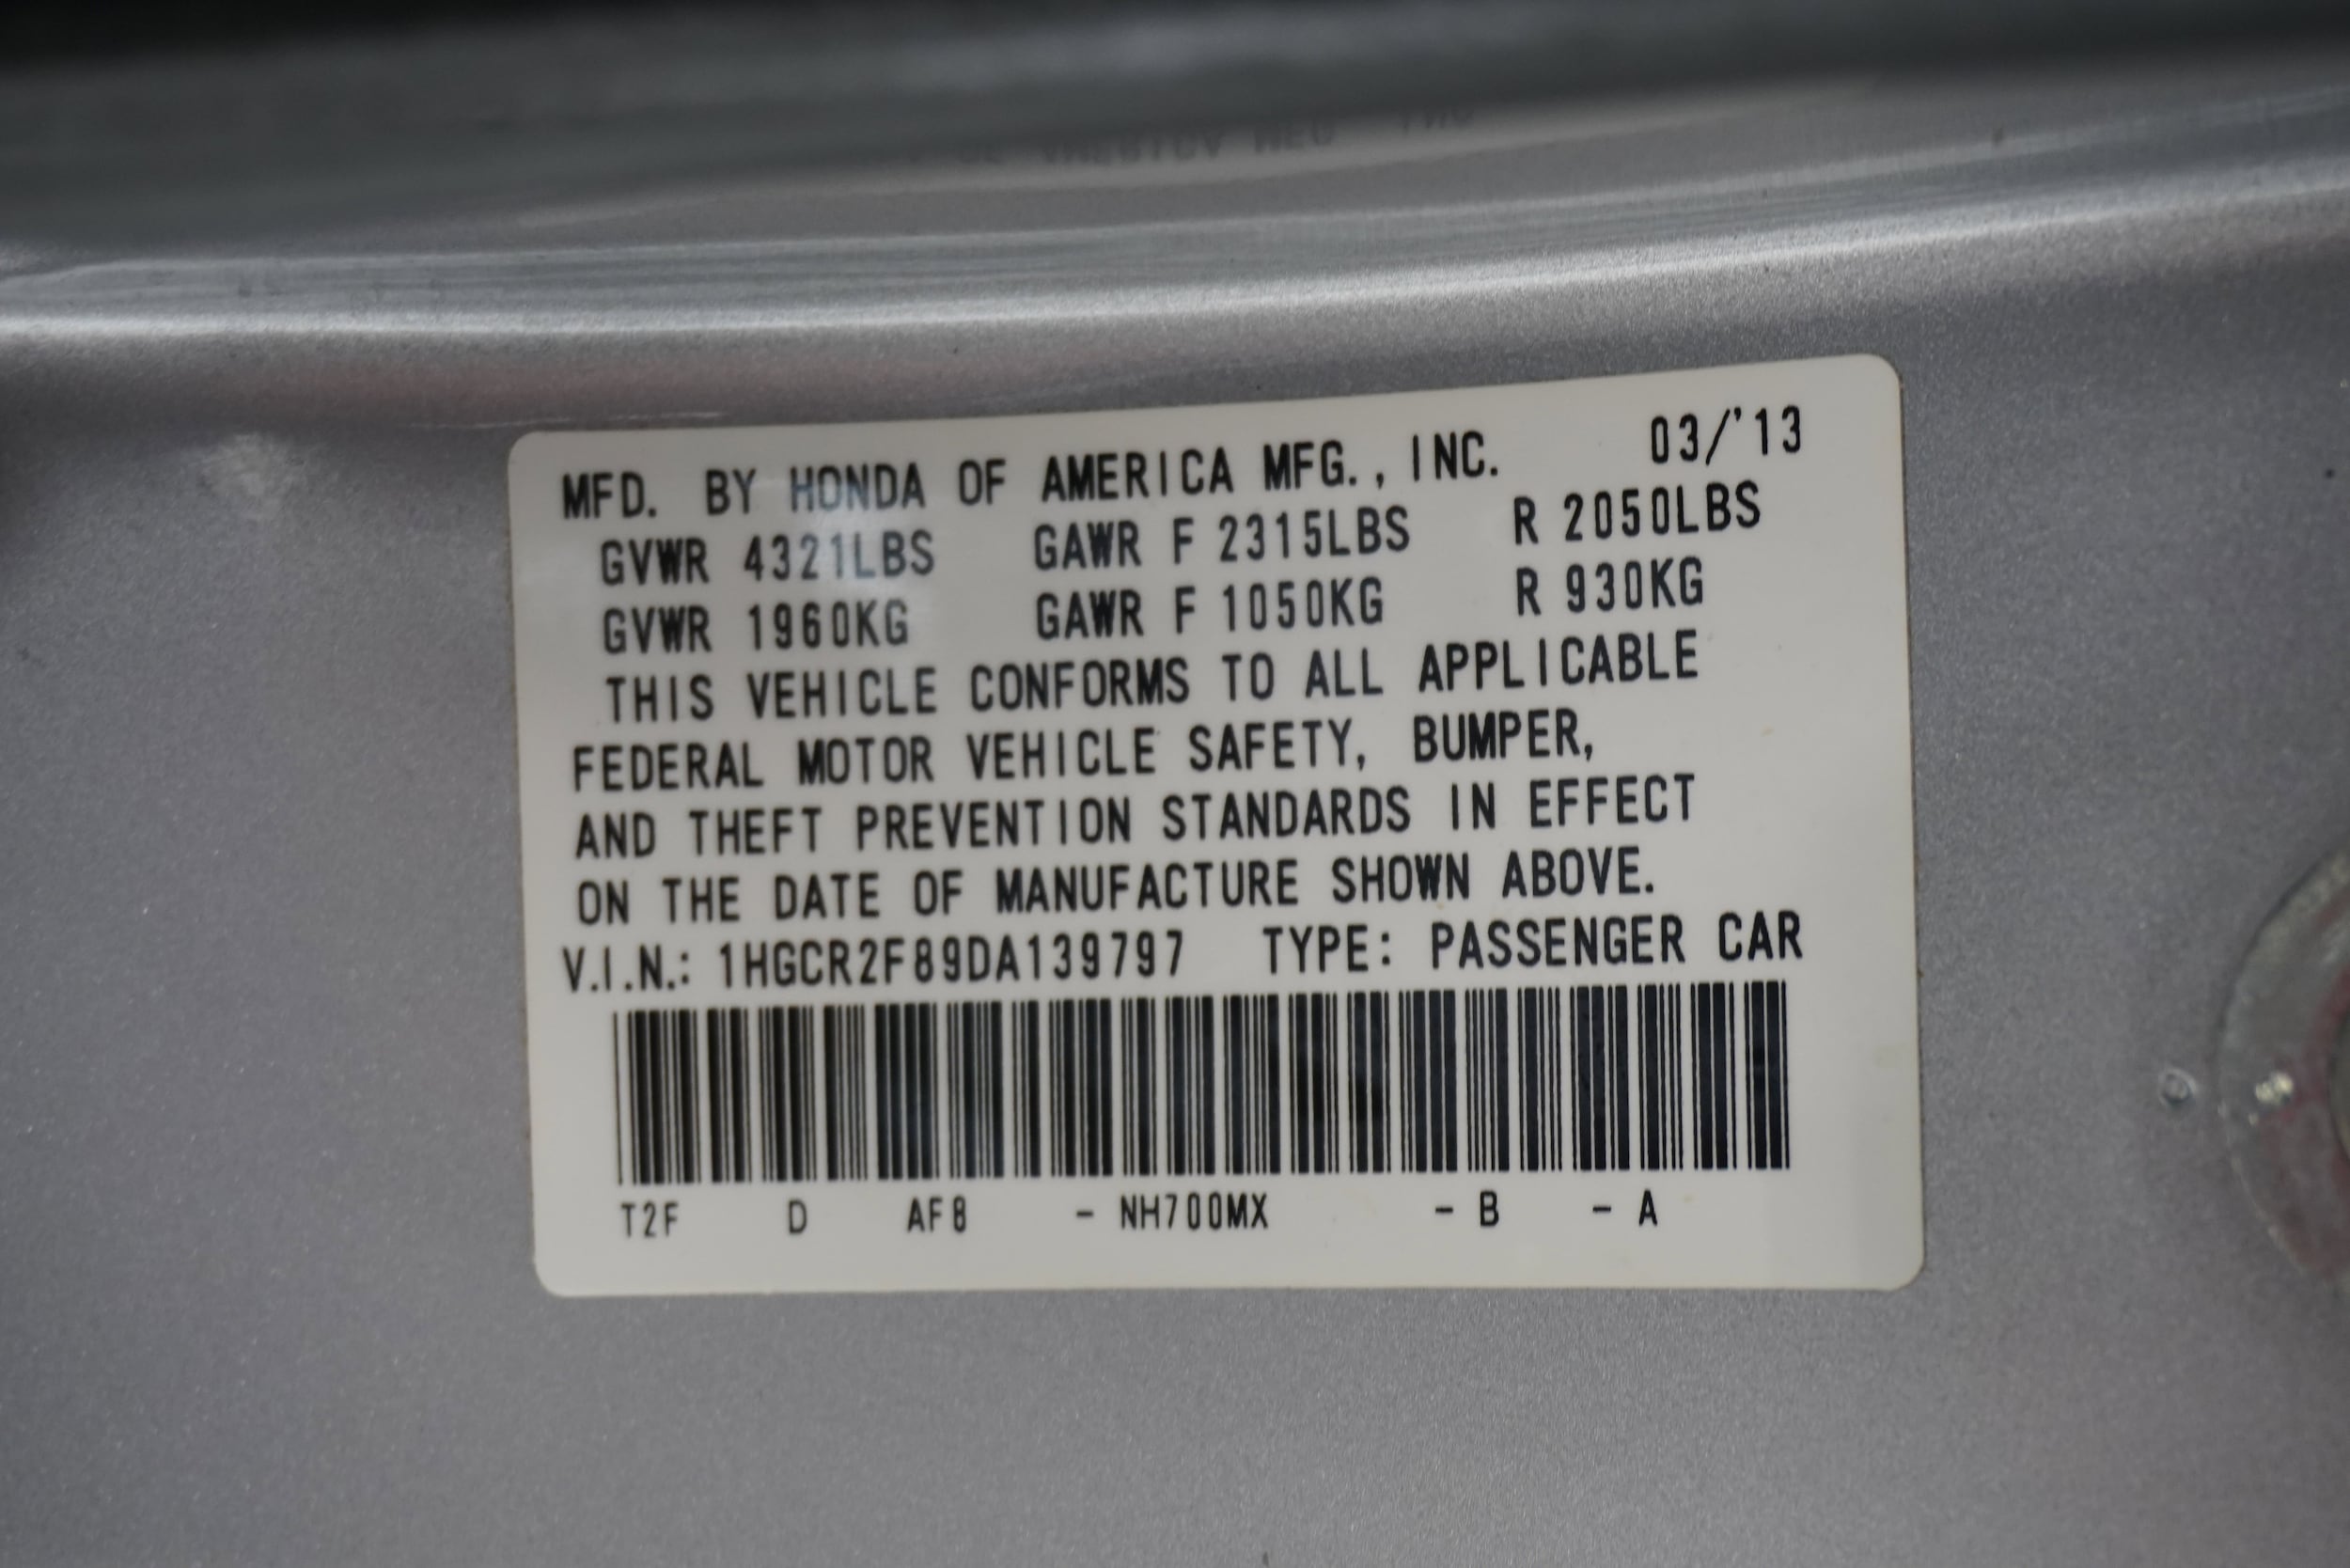 MFD. BY HONDA OF AMERICA MFG., INC. 03/'13
GVWR 4321LBS GAWR F 2315LBS R 2050LBS
GVWR 1960KG GAWR F 1050KG R 930KG
THIS VEHICLE CONFORMS TO ALL APPLICABLE
FEDERAL MOTOR VEHICLE SAFETY, BUMPER,
AND THEFT PREVENTION STANDARDS IN EFFECT
ON THE DATE OF MANUFACTURE SHOWN ABOVE.
V.I.N.: 1HGCR2F89DA139797 TYPE: PASSENGER CAR
T2F D AF8 - NH700MX - B - A